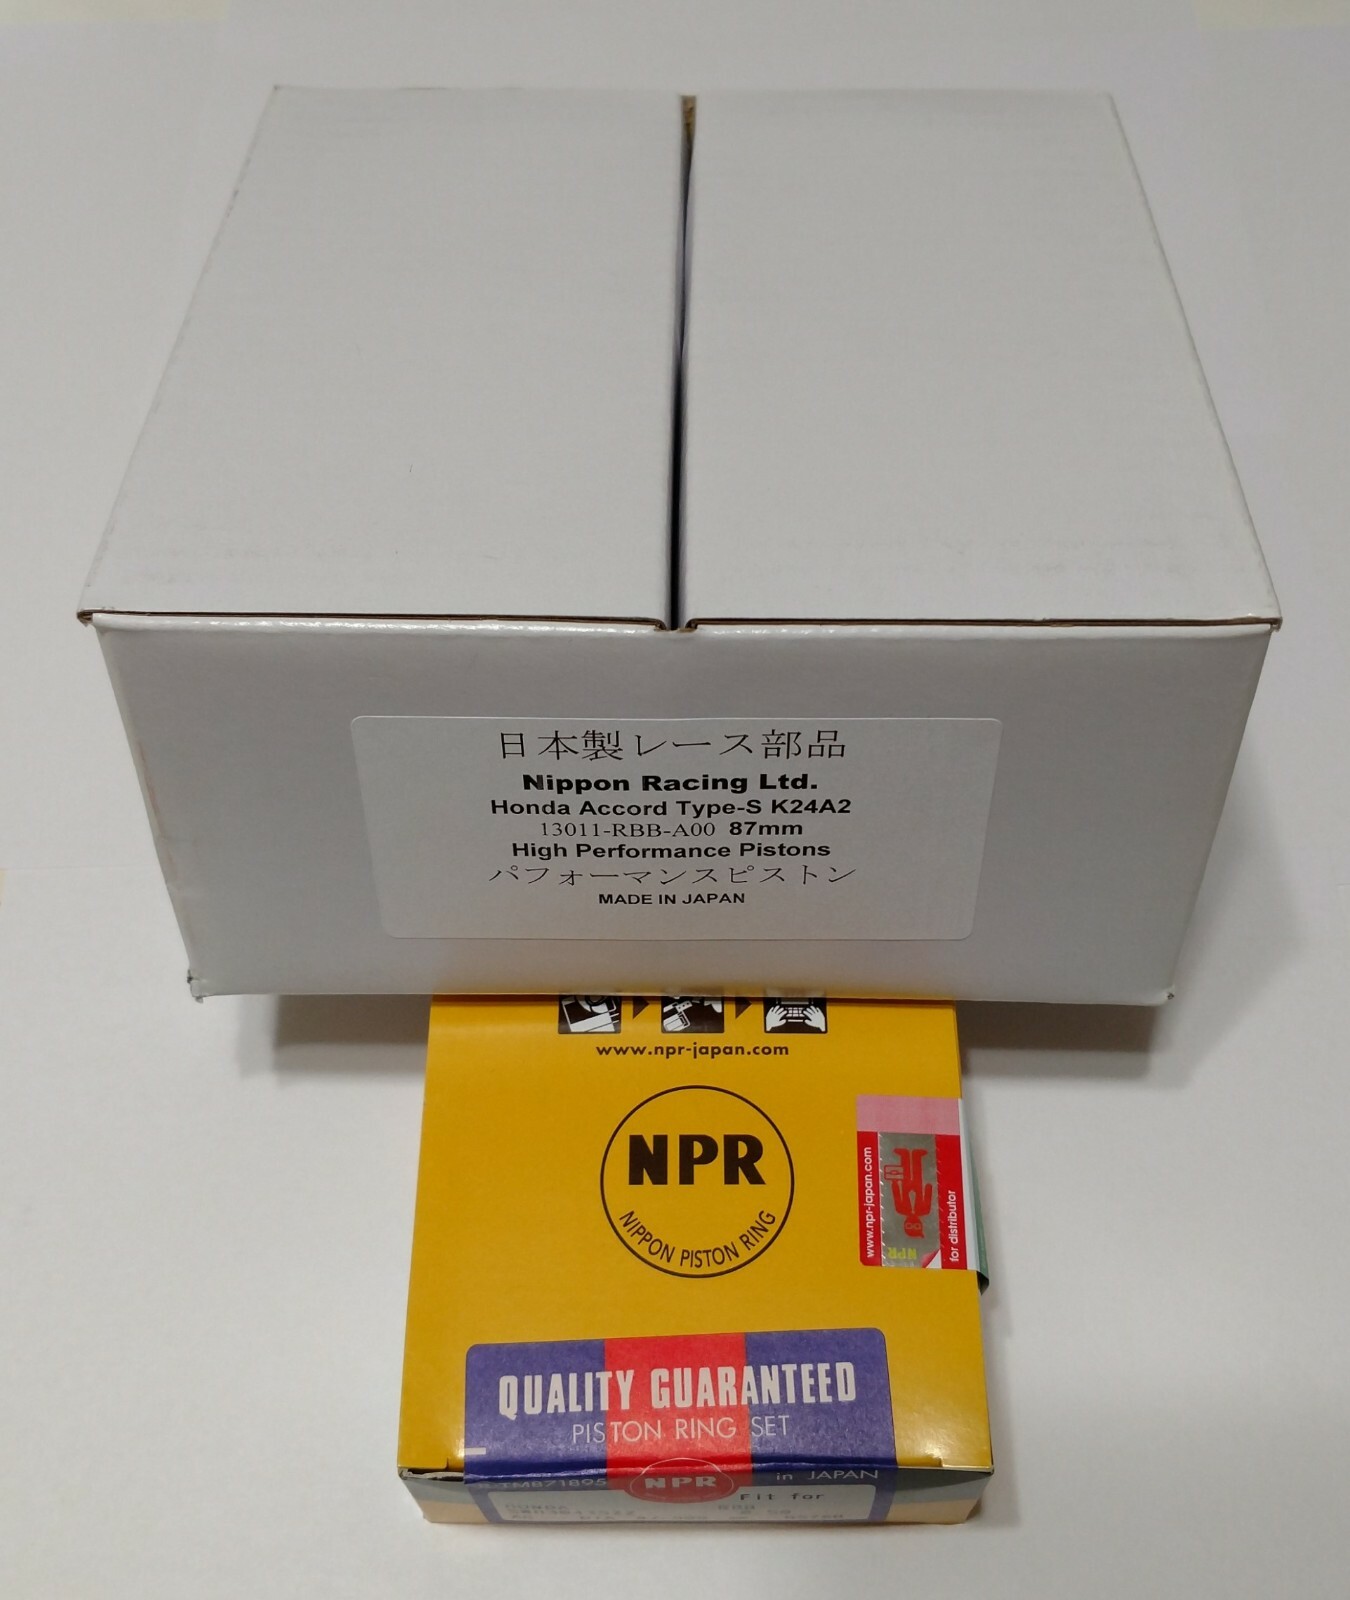 日本製レース部品
Nippon Racing Ltd.
Honda Accord Type-S K24A2
13011-RBB-A00 87mm
High Performance Pistons
パフォーマンスピストン
MADE IN JAPAN
www.npr-japan.com
NPR
NIPPON PISTON RING
www.npr-japan.com
NPR
for distributor
QUALITY GUARANTEED
PISTON RING SET
NPR
in JAPAN
Fit for